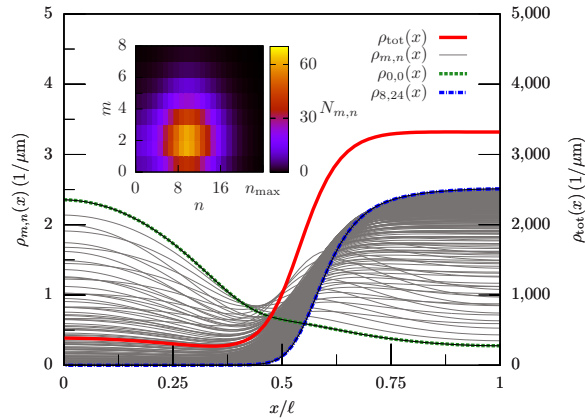 5
4
3
2
1
0
ρm,n(x) (1/μm)
5,000
4,000
3,000
2,000
1,000
0
ρtot(x) (1/μm)
0
0.25
0.5
0.75
1
x/ℓ
ρtot(x)
ρm,n(x)
ρ0,0(x)
ρ8,24(x)
8
6
4
2
0
m
0
8
16
nmax
n
60
30
0
Nm,n